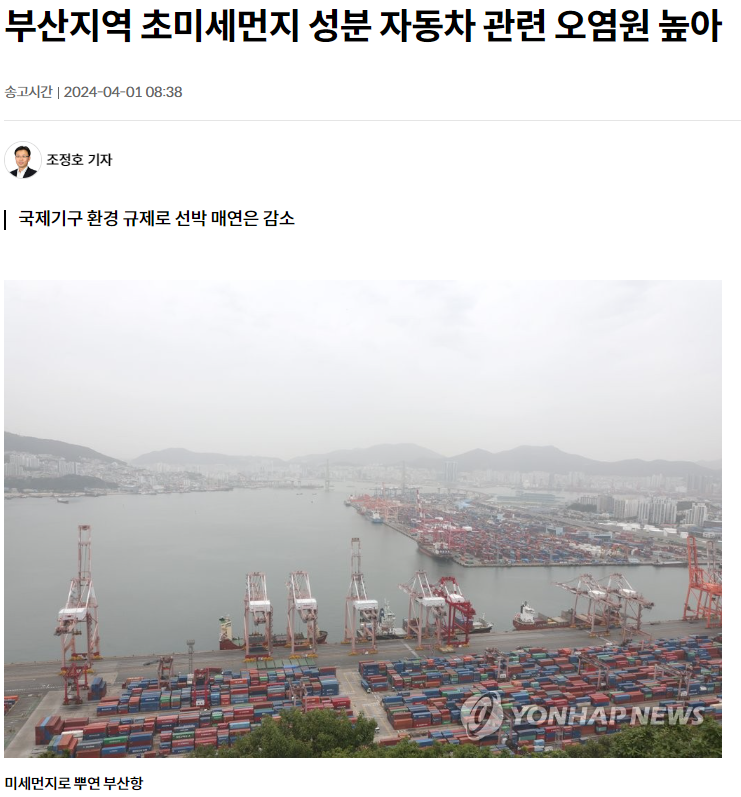 부산지역 초미세먼지 성분 자동차 관련 오염원 높아
송고시간 | 2024-04-01 08:38
조정호 기자
국제기구 환경 규제로 선박 매연은 감소
YONHAP NEWS
미세먼지로 뿌연 부산항